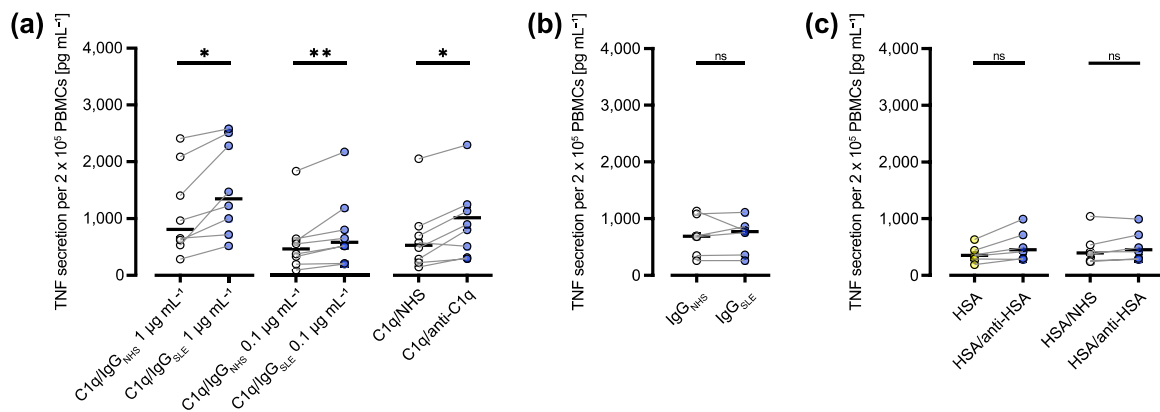 (a)
TNF secretion per 2 x 10⁵ PBMCs [pg mL⁻¹]
4,000
3,000
2,000
1,000
0
*
**
*
C1q/IgG_NHS 1 µg mL⁻¹
C1q/IgG_SLE 1 µg mL⁻¹
C1q/IgG_NHS 0.1 µg mL⁻¹
C1q/IgG_SLE 0.1 µg mL⁻¹
C1q/NHS
C1q/anti-C1q
(b)
TNF secretion per 2 x 10⁵ PBMCs [pg mL⁻¹]
4,000
3,000
2,000
1,000
0
ns
IgG_NHS
IgG_SLE
(c)
TNF secretion per 2 x 10⁵ PBMCs [pg mL⁻¹]
4,000
3,000
2,000
1,000
0
ns
ns
HSA
HSA/anti-HSA
HSA/NHS
HSA/anti-HSA